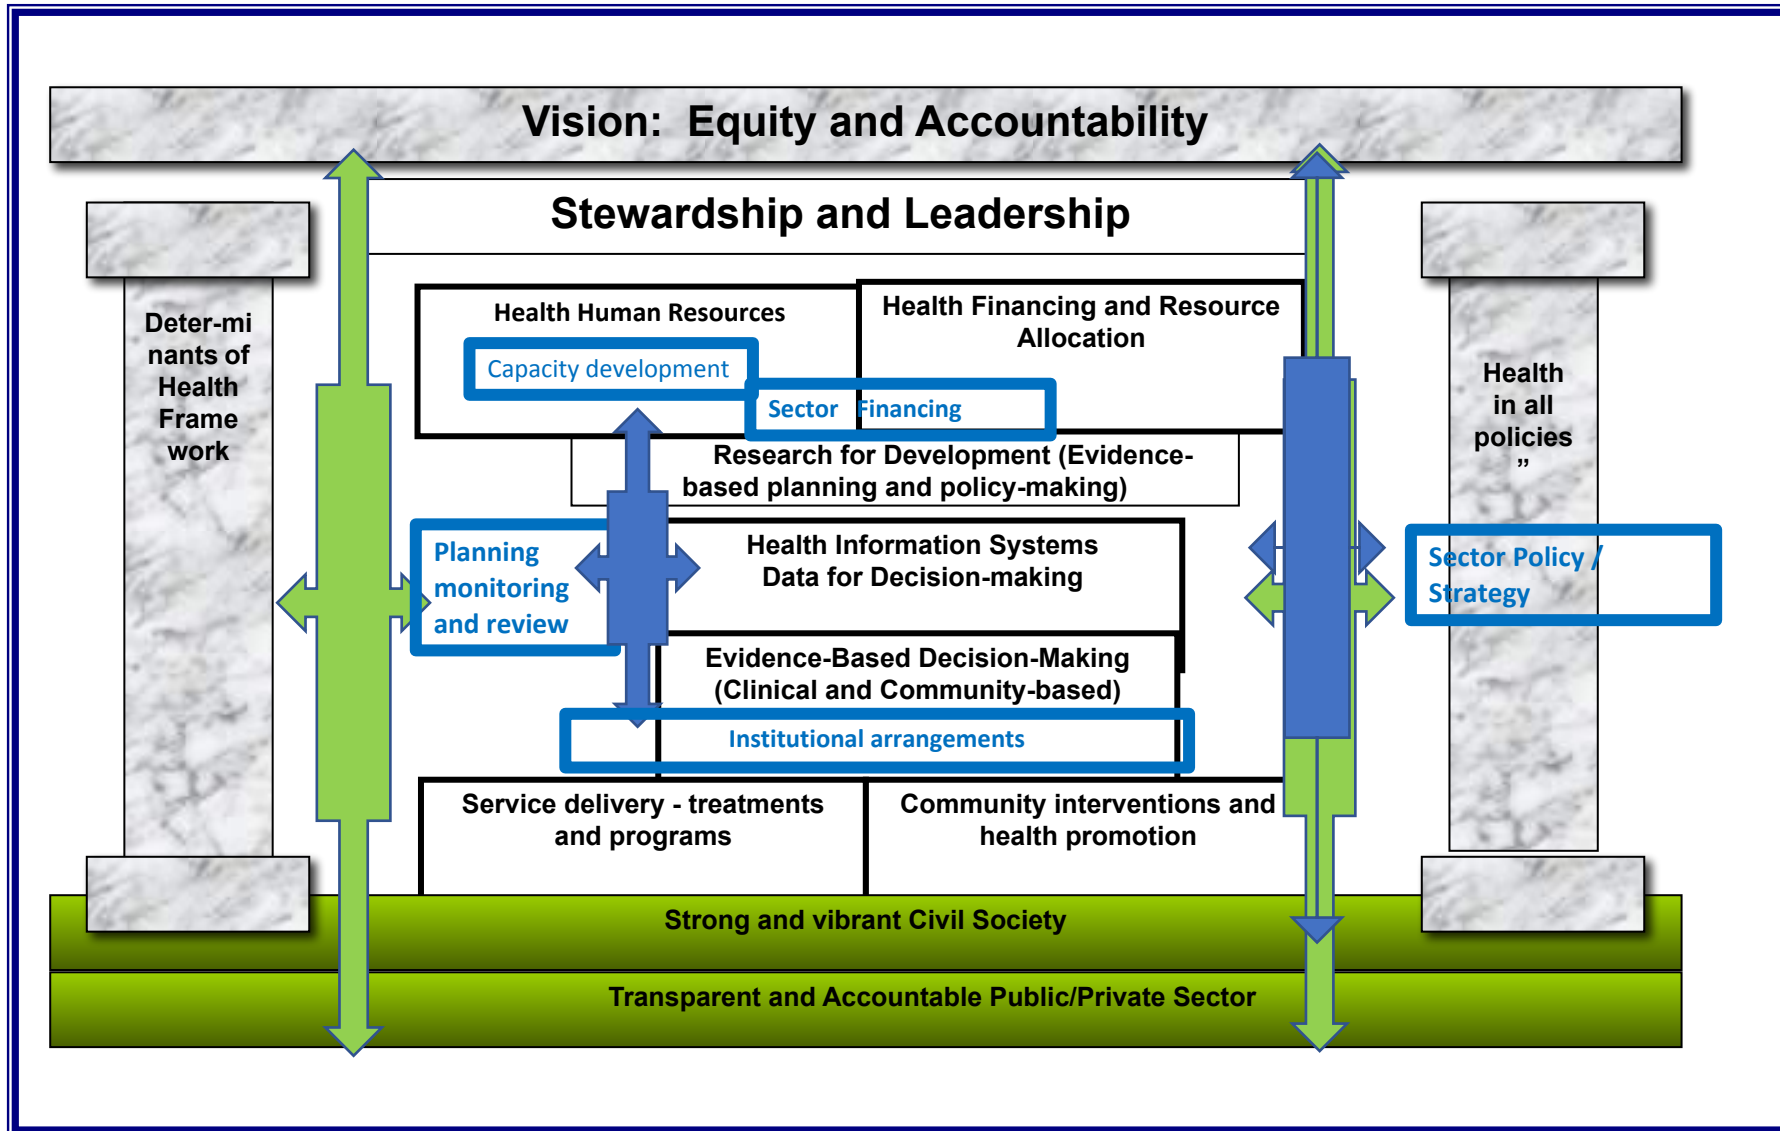 Vision:  Equity and Accountability
Stewardship and Leadership
Deter-mi
nants of
Health
Frame
work
Health Human Resources
Capacity development
Health Financing and Resource
Allocation
Sector   Financing
Research for Development (Evidence-
based planning and policy-making)
Planning
monitoring
and review
Health Information Systems
Data for Decision-making
Evidence-Based Decision-Making
(Clinical and Community-based)
Institutional arrangements
Service delivery - treatments
and programs
Community interventions and
health promotion
Health
in all
policies
”
Sector Policy /
Strategy
Strong and vibrant Civil Society
Transparent and Accountable Public/Private Sector